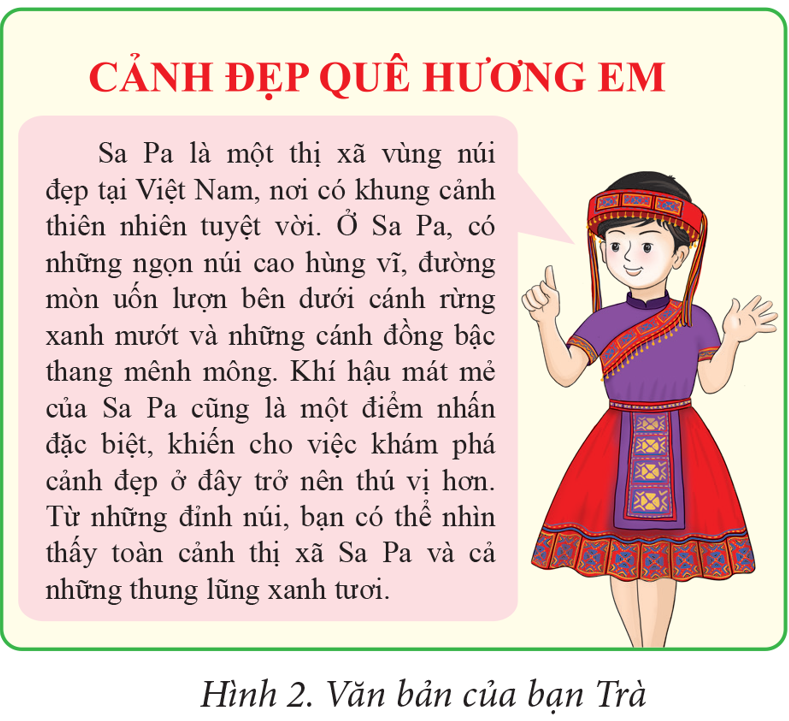 CẢNH ĐẸP QUÊ HƯƠNG EM
Sa Pa là một thị xã vùng núi
đẹp tại Việt Nam, nơi có khung cảnh
thiên nhiên tuyệt vời. Ở Sa Pa, có
những ngọn núi cao hùng vĩ, đường
mòn uốn lượn bên dưới cánh rừng
xanh mướt và những cánh đồng bậc
thang mênh mông. Khí hậu mát mẻ
của Sa Pa cũng là một điểm nhấn
đặc biệt, khiến cho việc khám phá
cảnh đẹp ở đây trở nên thú vị hơn.
Từ những đỉnh núi, bạn có thể nhìn
thấy toàn cảnh thị xã Sa Pa và cả
những thung lũng xanh tươi.
Hình 2. Văn bản của bạn Trà